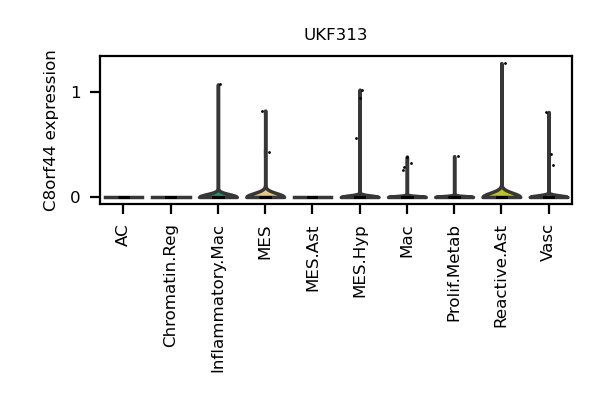 UKF313
C8orf44 expression
1
0
AC
Chromatin.Reg
Inflammatory.Mac
MES
MES.Ast
MES.Hyp
Mac
Prolif.Metab
Reactive.Ast
Vasc